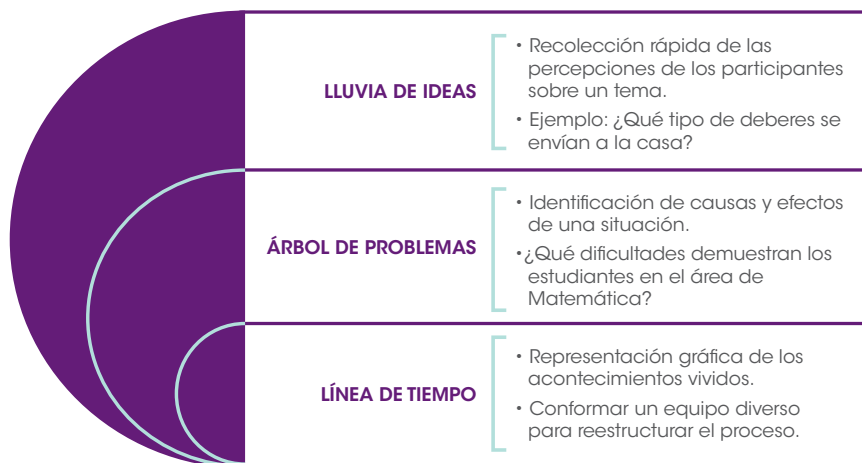 LLUVIA DE IDEAS
• Recolección rápida de las
percepciones de los participantes
sobre un tema.
• Ejemplo: ¿Qué tipo de deberes se
envían a la casa?
ÁRBOL DE PROBLEMAS
• Identificación de causas y efectos
de una situación.
•¿Qué dificultades demuestran los
estudiantes en el área de
Matemática?
LÍNEA DE TIEMPO
• Representación gráfica de los
acontecimientos vividos.
• Conformar un equipo diverso
para reestructurar el proceso.